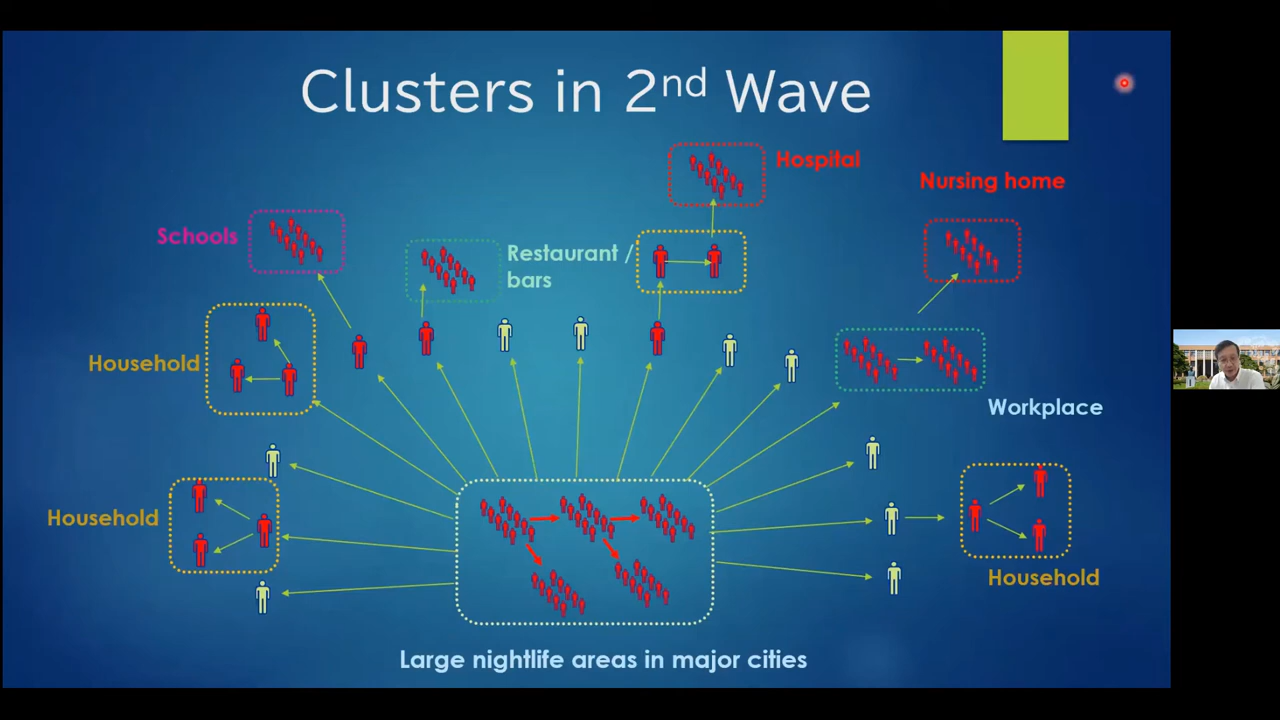 Clusters in 2nd Wave
Hospital
Nursing home
Schools
Restaurant /
bars
Household
Workplace
Household
Household
Large nightlife areas in major cities